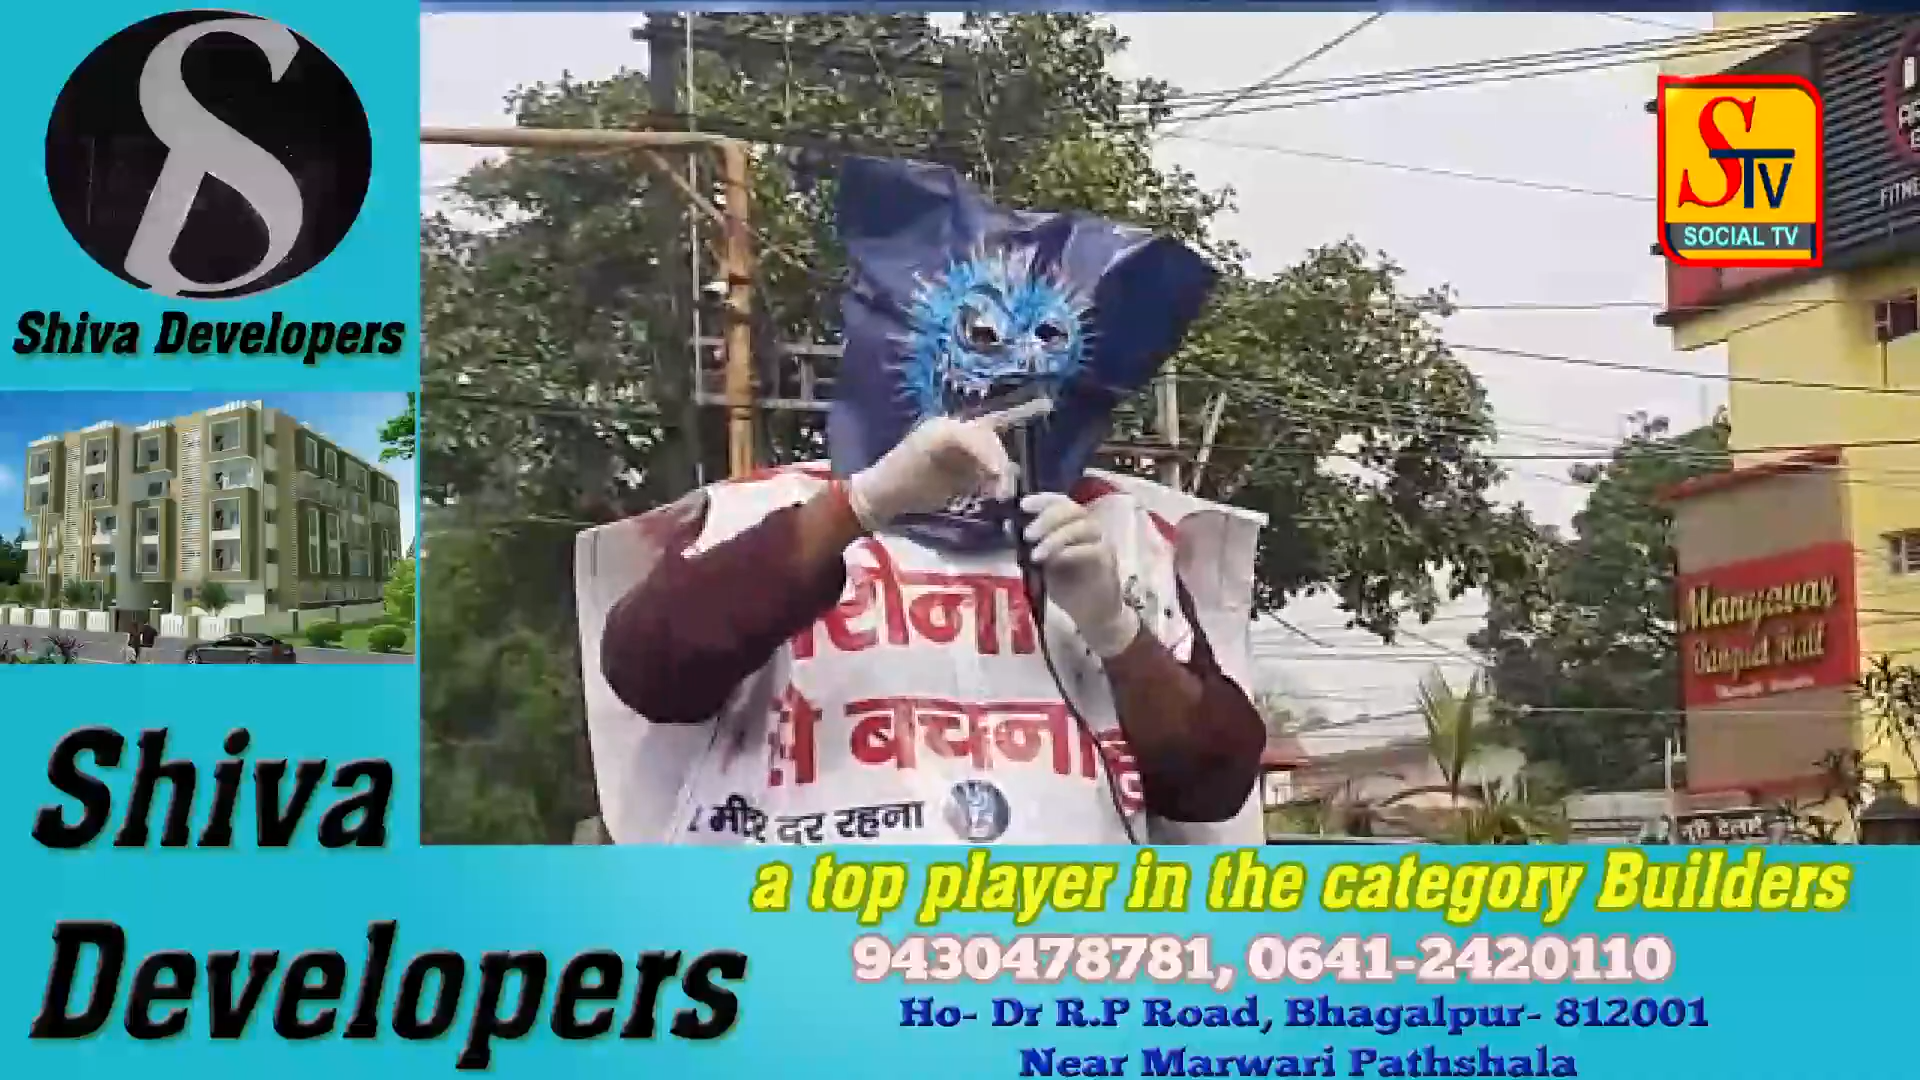 STV
SOCIAL TV
Shiva Developers
रीना
से बचना है
मीटर दूर रहना
Manyavar
Banquet Hall
Shiva
Developers
a top player in the category Builders
9430478781, 0641-2420110
Ho- Dr R.P Road, Bhagalpur- 812001
Near Marwari Pathshala